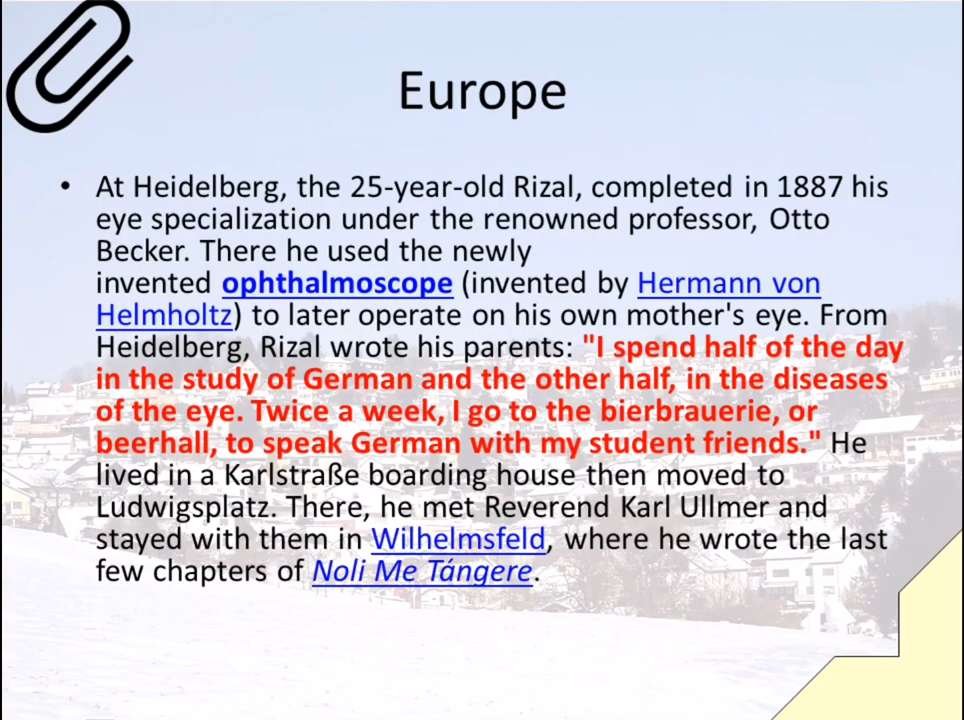 Europe
• At Heidelberg, the 25-year-old Rizal, completed in 1887 his
eye specialization under the renowned professor, Otto
Becker. There he used the newly
invented ophthalmoscope (invented by Hermann von
Helmholtz) to later operate on his own mother's eye. From
Heidelberg, Rizal wrote his parents: "I spend half of the day
in the study of German and the other half, in the diseases
of the eye. Twice a week, I go to the bierbrauerie, or
beerhall, to speak German with my student friends." He
lived in a Karlstraße boarding house then moved to
Ludwigsplatz. There, he met Reverend Karl Ullmer and
stayed with them in Wilhelmsfeld, where he wrote the last
few chapters of Noli Me Tángere.